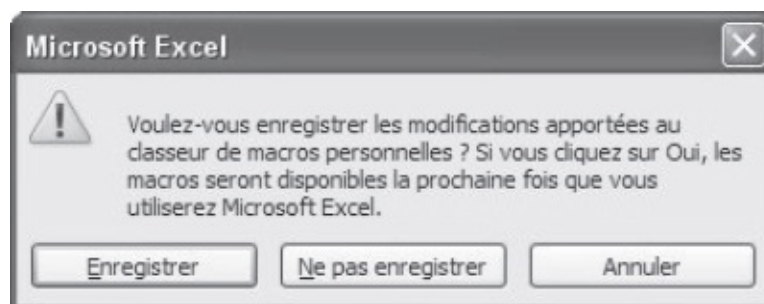 Microsoft Excel
Voulez-vous enregistrer les modifications apportées au
classeur de macros personnelles ? Si vous cliquez sur Oui, les
macros seront disponibles la prochaine fois que vous
utiliserez Microsoft Excel.
Enregistrer
Ne pas enregistrer
Annuler